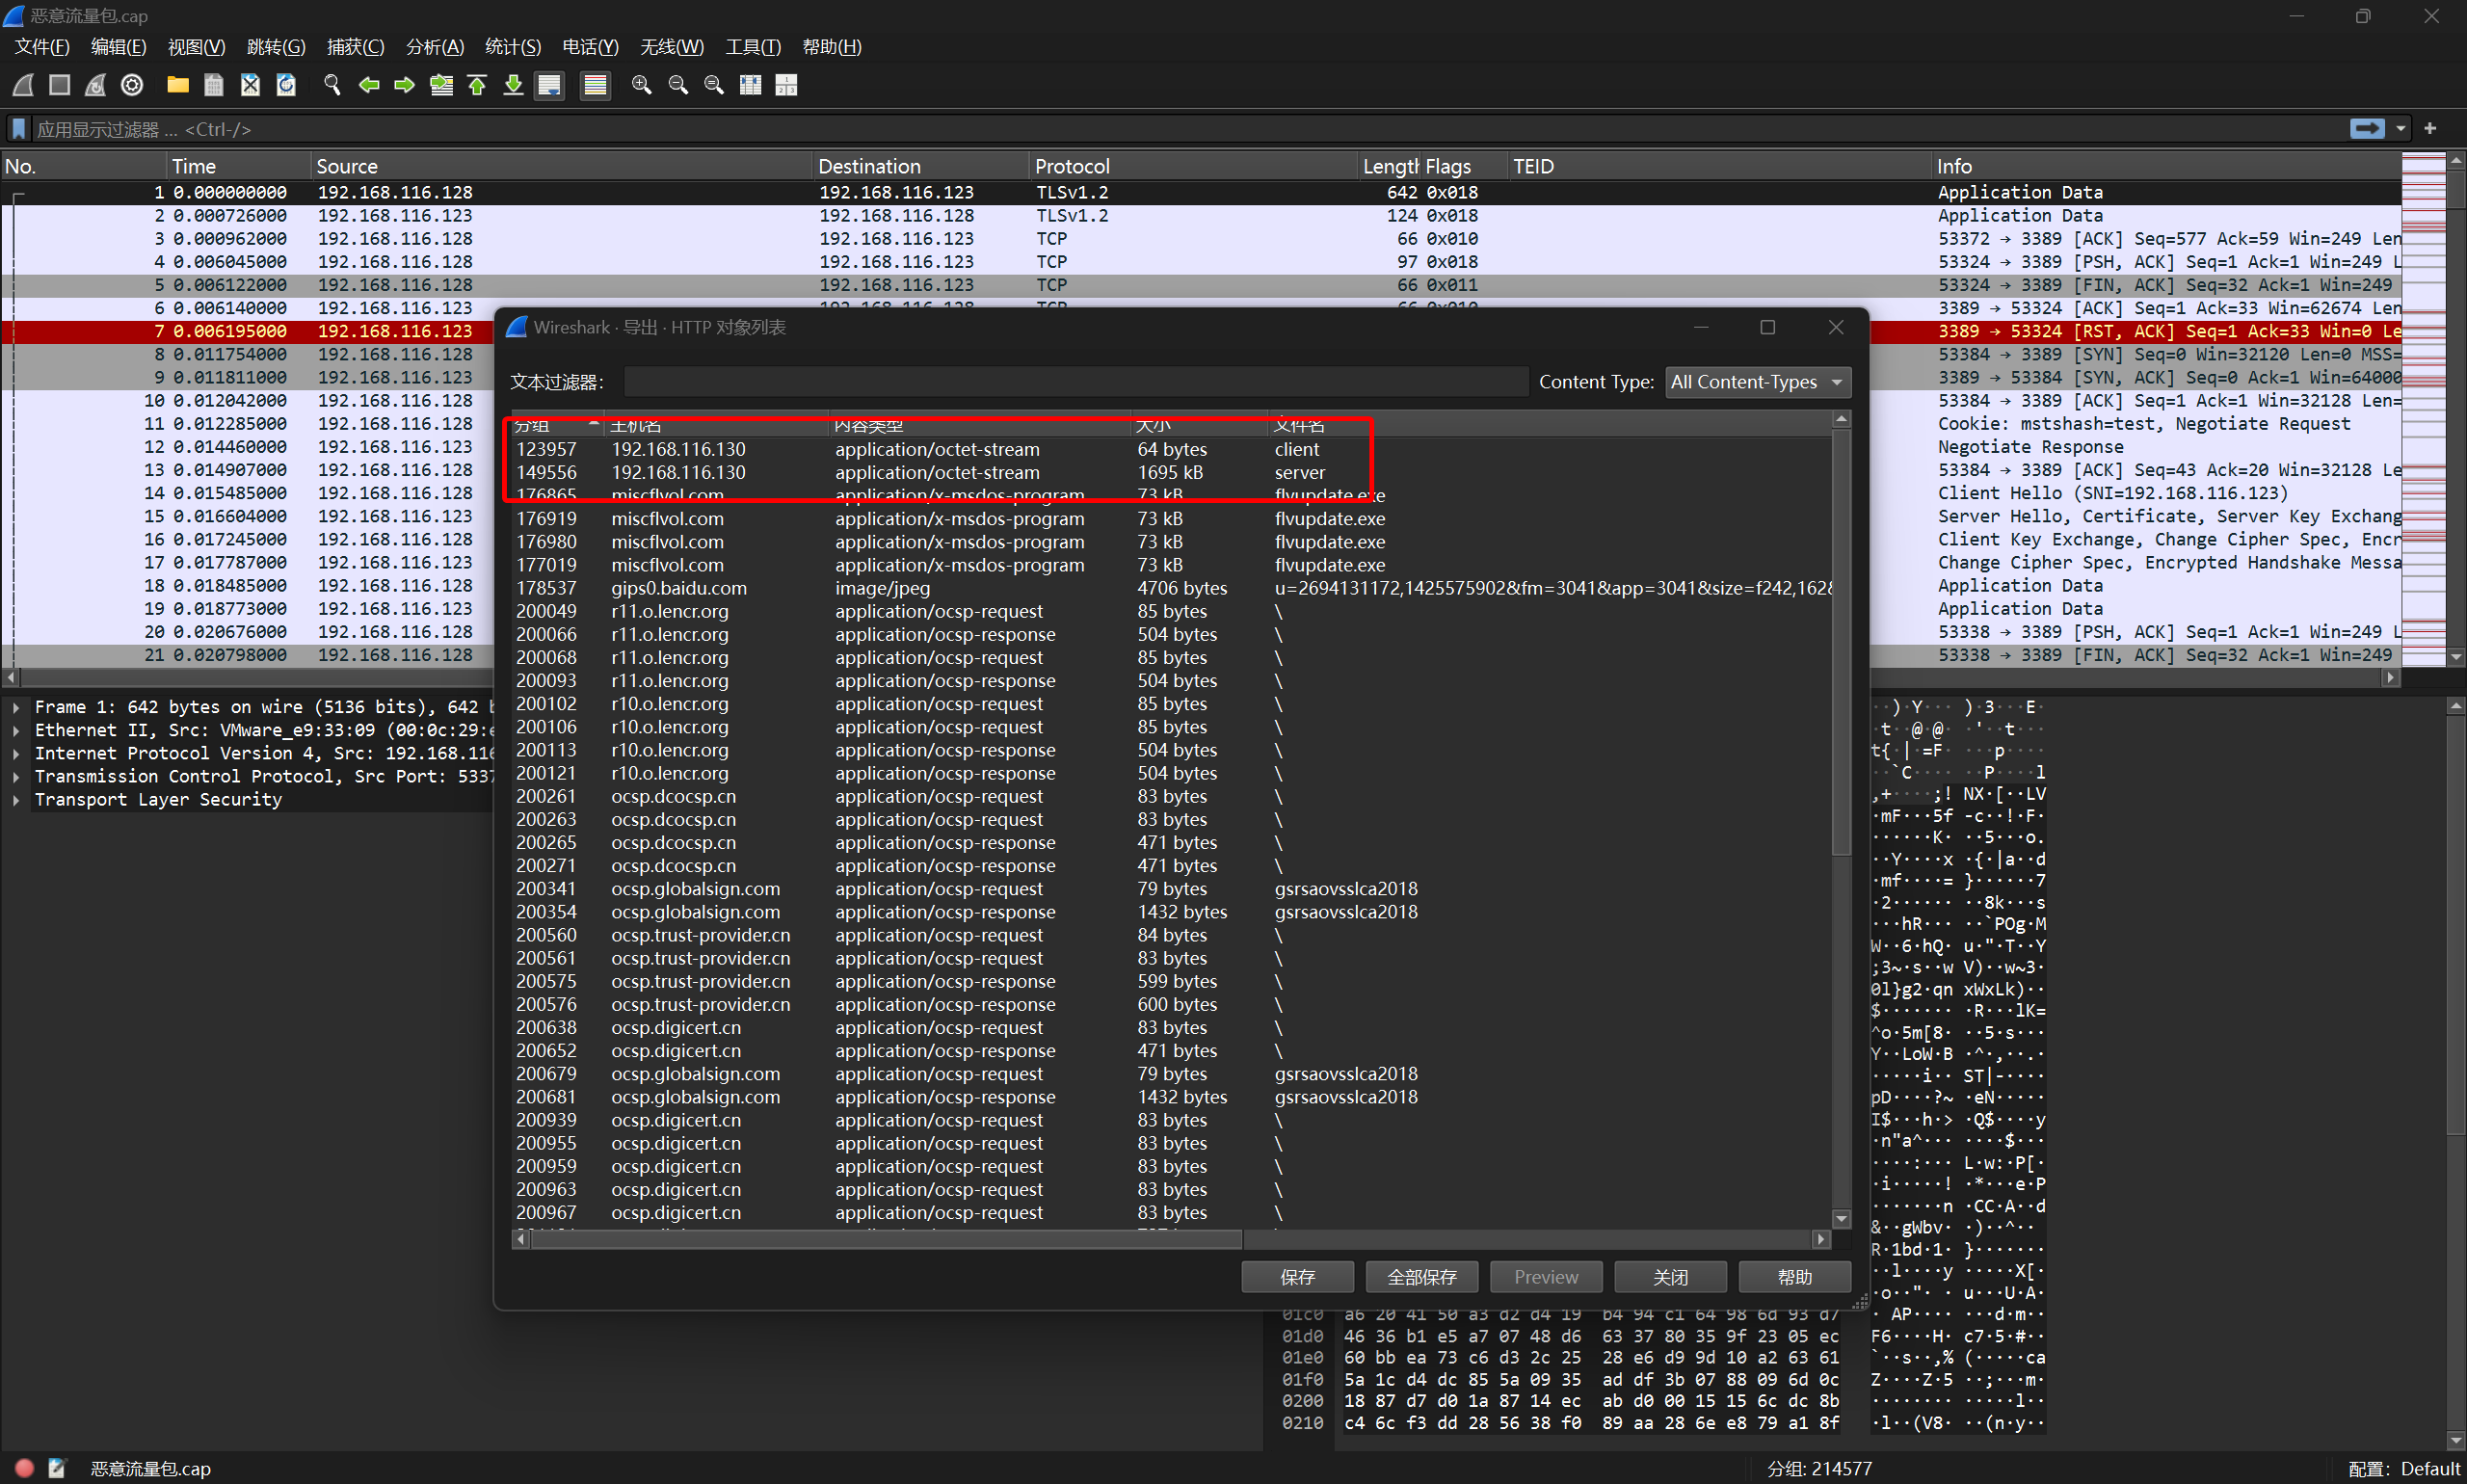 恶意流量包.cap
文件(F) 编辑(E) 视图(V) 跳转(G) 捕获(C) 分析(A) 统计(S) 电话(Y) 无线(W) 工具(T) 帮助(H)
应用显示过滤器 … <Ctrl-/>
No. Time Source Destination Protocol Length Flags TEID Info
1 0.000000000 192.168.116.128 192.168.116.123 TLSv1.2 642 0x018 Application Data
2 0.000726000 192.168.116.123 192.168.116.128 TLSv1.2 124 0x018 Application Data
3 0.000962000 192.168.116.128 192.168.116.123 TCP 66 0x010 53372 → 3389 [ACK] Seq=577 Ack=59 Win=249 Len
4 0.006045000 192.168.116.128 192.168.116.123 TCP 97 0x018 53324 → 3389 [PSH, ACK] Seq=1 Ack=1 Win=249 L
5 0.006122000 192.168.116.128 192.168.116.123 TCP 66 0x011 53324 → 3389 [FIN, ACK] Seq=32 Ack=1 Win=249
6 0.006140000 192.168.116.123 3389 → 53324 [ACK] Seq=1 Ack=33 Win=62674 Len
7 0.006195000 192.168.116.123 3389 → 53324 [RST, ACK] Seq=1 Ack=33 Win=0 Le
8 0.011754000 192.168.116.128 53384 → 3389 [SYN] Seq=0 Win=32120 Len=0 MSS=
9 0.011811000 192.168.116.123 3389 → 53384 [SYN, ACK] Seq=0 Ack=1 Win=64000
10 0.012042000 192.168.116.128 53384 → 3389 [ACK] Seq=1 Ack=1 Win=32128 Len=
11 0.012285000 192.168.116.128 Cookie: mstshash=test, Negotiate Request
12 0.014460000 192.168.116.123 Negotiate Response
13 0.014907000 192.168.116.128 53384 → 3389 [ACK] Seq=43 Ack=20 Win=32128 Le
14 0.015485000 192.168.116.128 Client Hello (SNI=192.168.116.123)
15 0.016604000 192.168.116.123 Server Hello, Certificate, Server Key Exchang
16 0.017245000 192.168.116.128 Client Key Exchange, Change Cipher Spec, Encr
17 0.017787000 192.168.116.123 Change Cipher Spec, Encrypted Handshake Messa
18 0.018485000 192.168.116.128 Application Data
19 0.018773000 192.168.116.123 Application Data
20 0.020676000 192.168.116.128 53338 → 3389 [PSH, ACK] Seq=1 Ack=1 Win=249 L
21 0.020798000 192.168.116.128 53338 → 3389 [FIN, ACK] Seq=32 Ack=1 Win=249
Frame 1: 642 bytes on wire (5136 bits), 642 b
Ethernet II, Src: VMware_e9:33:09 (00:0c:29:e
Internet Protocol Version 4, Src: 192.168.116
Transmission Control Protocol, Src Port: 5337
Transport Layer Security
Wireshark · 导出 · HTTP 对象列表
文本过滤器: Content Type: All Content-Types
分组 主机名 内容类型 大小 文件名
123957 192.168.116.130 application/octet-stream 64 bytes client
149556 192.168.116.130 application/octet-stream 1695 kB server
176865 miscflvol.com application/x-msdos-program 73 kB flvupdate.exe
176919 miscflvol.com application/x-msdos-program 73 kB flvupdate.exe
176980 miscflvol.com application/x-msdos-program 73 kB flvupdate.exe
177019 miscflvol.com application/x-msdos-program 73 kB flvupdate.exe
178537 gips0.baidu.com image/jpeg 4706 bytes u=2694131172,1425575902&fm=3041&app=3041&size=f242,162&
200049 r11.o.lencr.org application/ocsp-request 85 bytes \
200066 r11.o.lencr.org application/ocsp-response 504 bytes \
200068 r11.o.lencr.org application/ocsp-request 85 bytes \
200093 r11.o.lencr.org application/ocsp-response 504 bytes \
200102 r10.o.lencr.org application/ocsp-request 85 bytes \
200106 r10.o.lencr.org application/ocsp-request 85 bytes \
200113 r10.o.lencr.org application/ocsp-response 504 bytes \
200121 r10.o.lencr.org application/ocsp-response 504 bytes \
200261 ocsp.dcocsp.cn application/ocsp-request 83 bytes \
200263 ocsp.dcocsp.cn application/ocsp-request 83 bytes \
200265 ocsp.dcocsp.cn application/ocsp-response 471 bytes \
200271 ocsp.dcocsp.cn application/ocsp-response 471 bytes \
200341 ocsp.globalsign.com application/ocsp-request 79 bytes gsrsaovsslca2018
200354 ocsp.globalsign.com application/ocsp-response 1432 bytes gsrsaovsslca2018
200560 ocsp.trust-provider.cn application/ocsp-request 84 bytes \
200561 ocsp.trust-provider.cn application/ocsp-request 83 bytes \
200575 ocsp.trust-provider.cn application/ocsp-response 599 bytes \
200576 ocsp.trust-provider.cn application/ocsp-response 600 bytes \
200638 ocsp.digicert.cn application/ocsp-request 83 bytes \
200652 ocsp.digicert.cn application/ocsp-response 471 bytes \
200679 ocsp.globalsign.com application/ocsp-request 79 bytes gsrsaovsslca2018
200681 ocsp.globalsign.com application/ocsp-response 1432 bytes gsrsaovsslca2018
200939 ocsp.digicert.cn application/ocsp-request 83 bytes \
200955 ocsp.digicert.cn application/ocsp-request 83 bytes \
200959 ocsp.digicert.cn application/ocsp-request 83 bytes \
200963 ocsp.digicert.cn application/ocsp-request 83 bytes \
200967 ocsp.digicert.cn application/ocsp-request 83 bytes \
保存 全部保存 Preview 关闭 帮助
01c0 a6 20 41 50 a3 d2 d4 19 b4 94 c1 64 98 6d 93 d7 · AP···· ···d·m··
01d0 46 36 b1 e5 a7 07 48 d6 63 37 80 35 9f 23 05 ec F6····H· c7·5·#··
01e0 60 bb ea 73 c6 d3 2c 25 28 e6 d9 9d 10 a2 63 61 `··s··,% (·····ca
01f0 5a 1c d4 dc 85 5a 09 35 ad df 3b 07 88 09 6d 0c Z····Z·5 ··;···m·
0200 18 87 d7 d0 1a 87 14 ec ab d0 00 15 15 6c dc 8b ········ ·····l··
0210 c4 6c f3 dd 28 56 38 f0 89 aa 28 6e e8 79 a1 8f ·l··(V8· ··(n·y··
恶意流量包.cap 分组: 214577 配置: Default